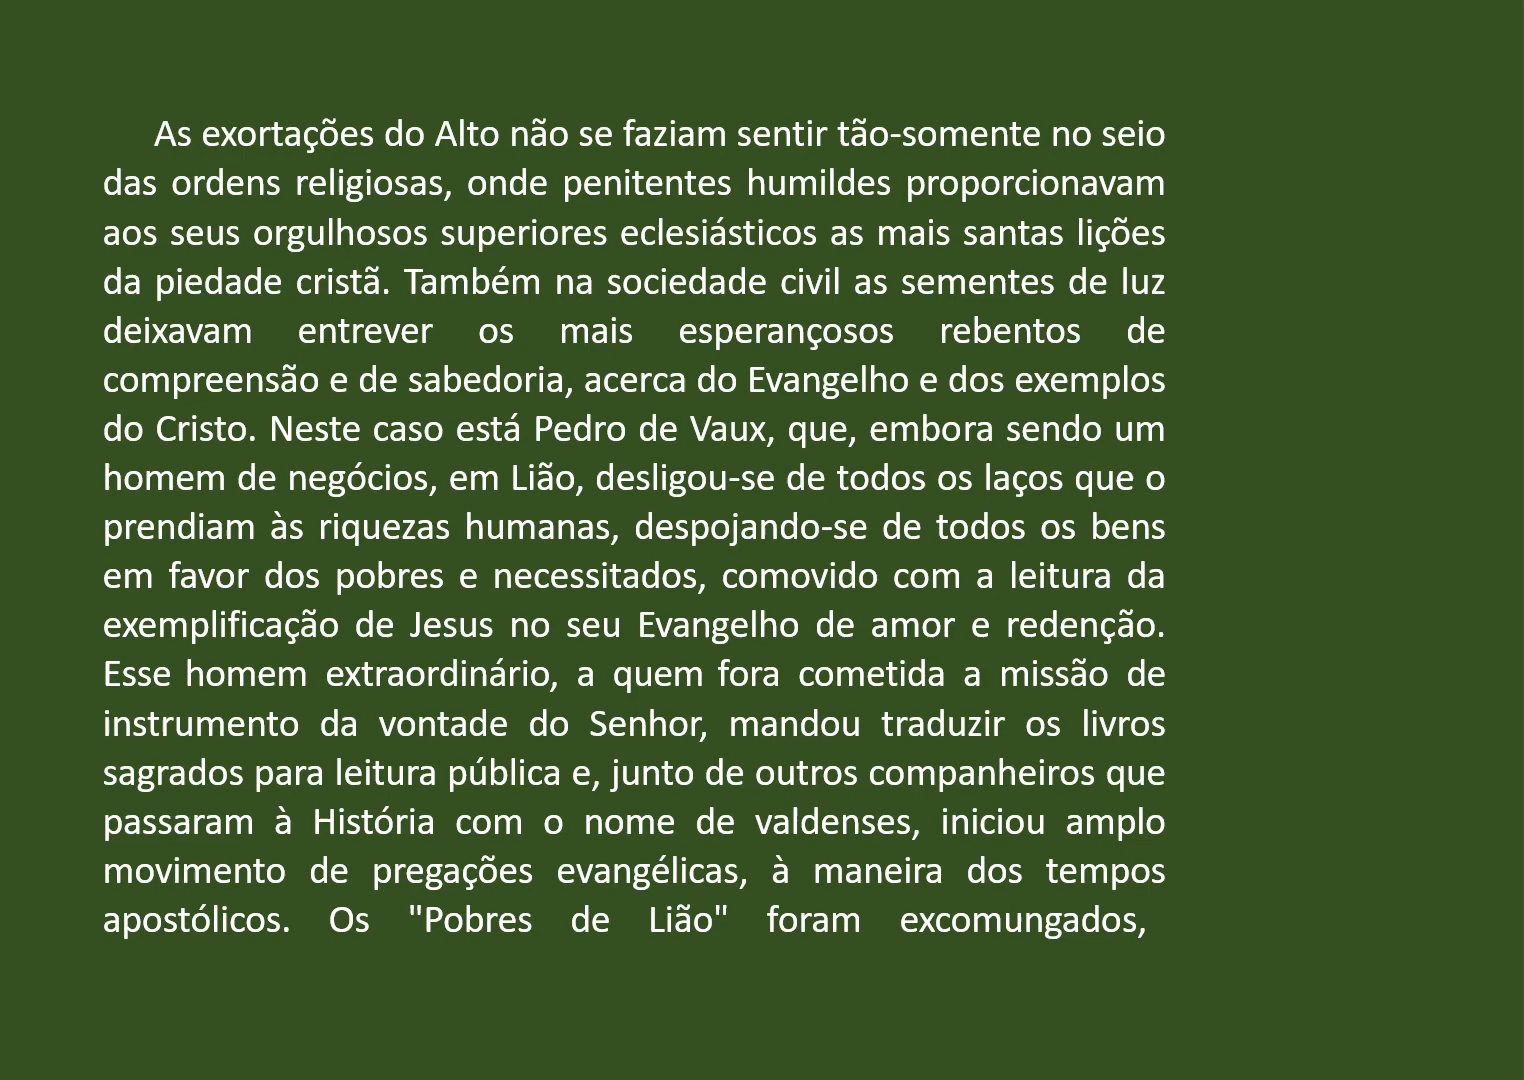 As exortações do Alto não se faziam sentir tão-somente no seio
das ordens religiosas, onde penitentes humildes proporcionavam
aos seus orgulhosos superiores eclesiásticos as mais santas lições
da piedade cristã. Também na sociedade civil as sementes de luz
deixavam entrever os mais esperançosos rebentos de
compreensão e de sabedoria, acerca do Evangelho e dos exemplos
do Cristo. Neste caso está Pedro de Vaux, que, embora sendo um
homem de negócios, em Lião, desligou-se de todos os laços que o
prendiam às riquezas humanas, despojando-se de todos os bens
em favor dos pobres e necessitados, comovido com a leitura da
exemplificação de Jesus no seu Evangelho de amor e redenção.
Esse homem extraordinário, a quem fora cometida a missão de
instrumento da vontade do Senhor, mandou traduzir os livros
sagrados para leitura pública e, junto de outros companheiros que
passaram à História com o nome de valdenses, iniciou amplo
movimento de pregações evangélicas, à maneira dos tempos
apostólicos. Os "Pobres de Lião" foram excomungados,